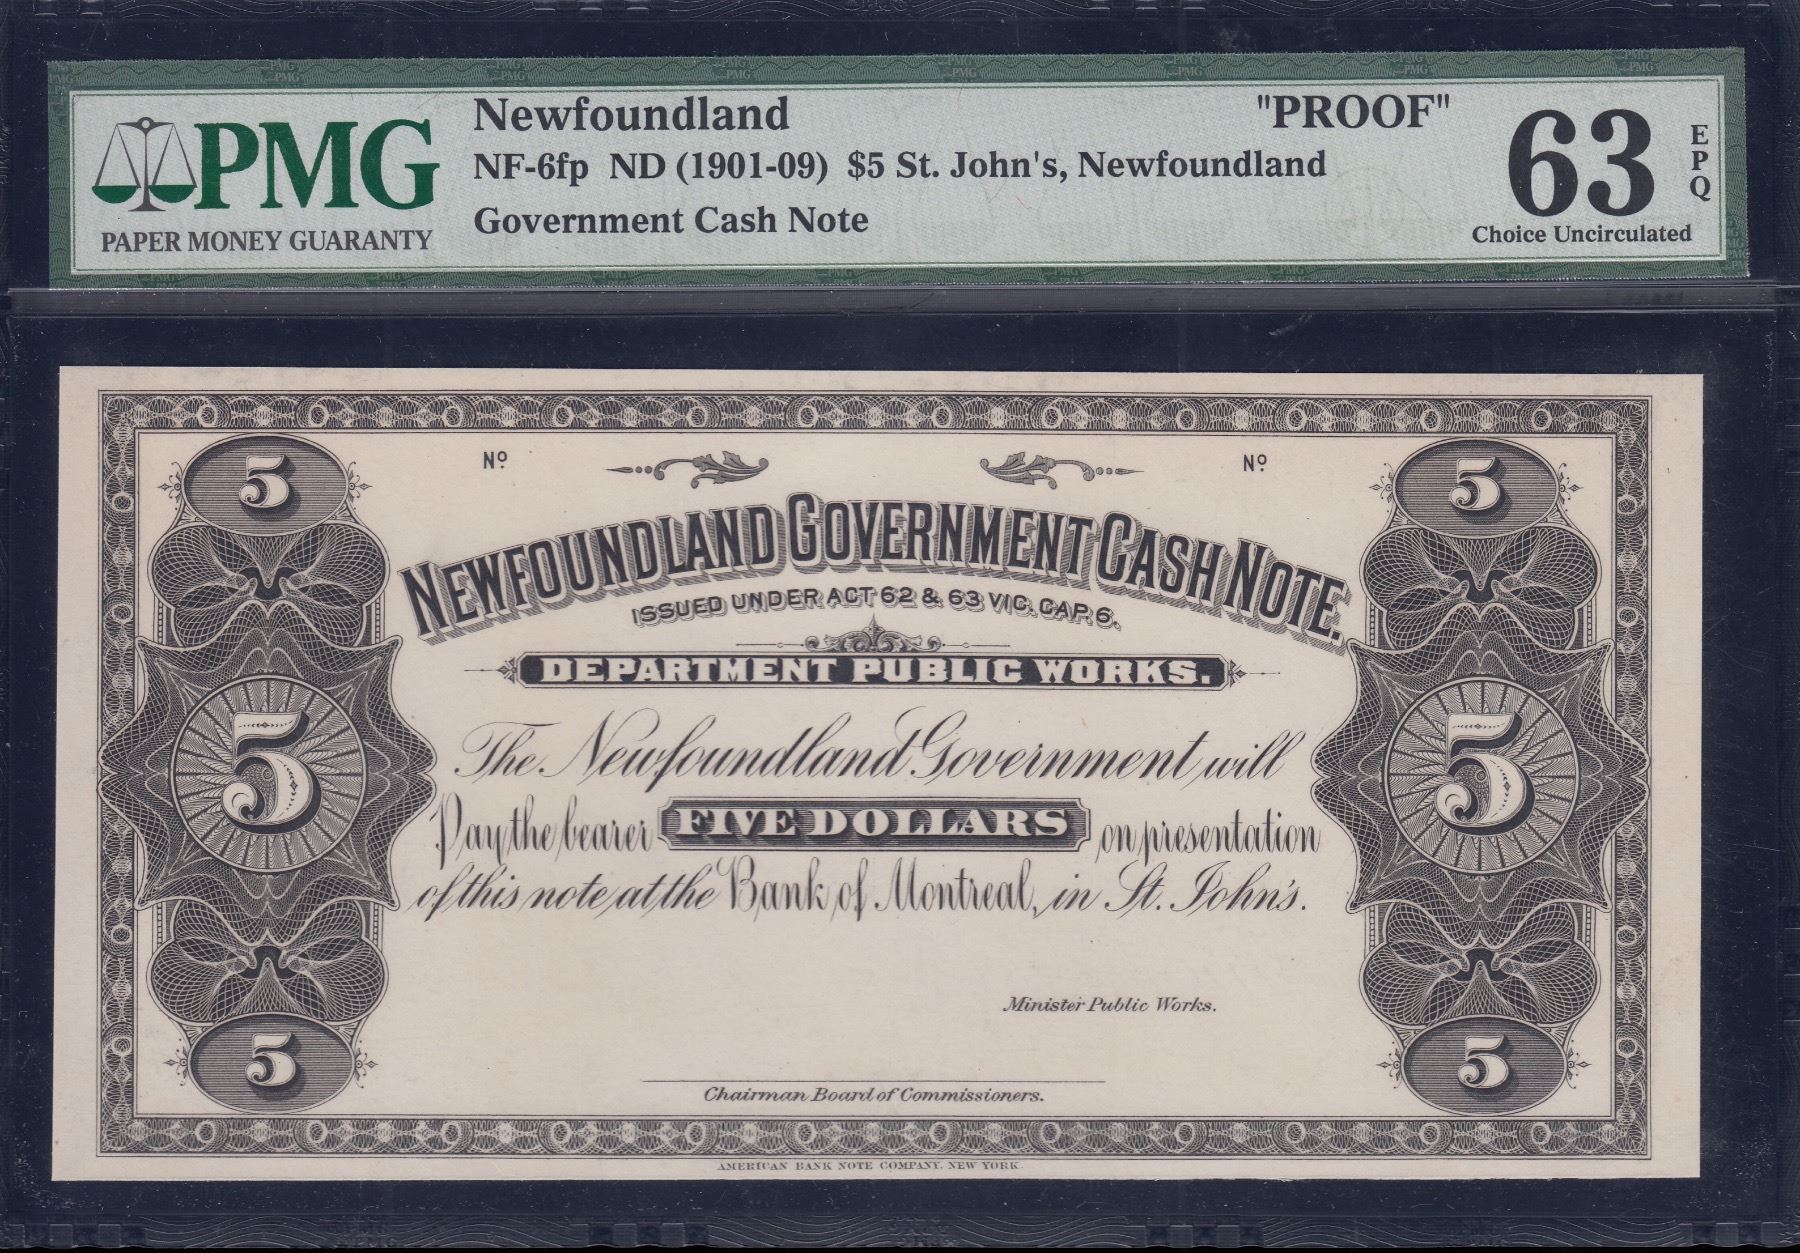 PMG
PAPER MONEY GUARANTY
Newfoundland
NF-6fp ND (1901-09) $5 St. John's, Newfoundland
Government Cash Note
"PROOF"
63
EPQ
Choice Uncirculated
5
Nº
Nº
5
NEWFOUNDLAND GOVERNMENT CASH NOTE.
ISSUED UNDER ACT 62 & 63 VIC. CAP. 6.
DEPARTMENT PUBLIC WORKS.
The Newfoundland Government will
5
Pay the bearer FIVE DOLLARS on presentation
5
of this note at the Bank of Montreal, in St. John's.
Minister Public Works.
5
5
Chairman Board of Commissioners.
AMERICAN BANK NOTE COMPANY, NEW YORK